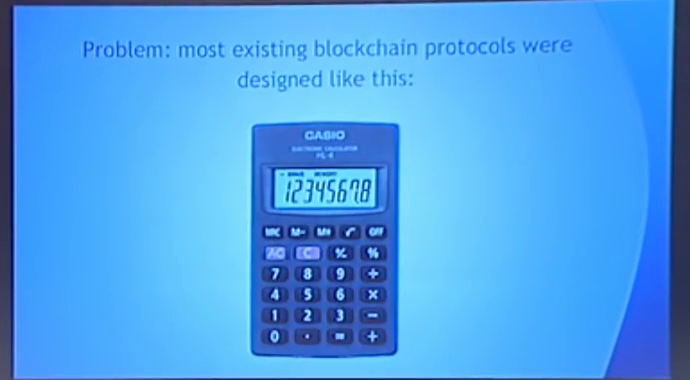 Problem: most existing blockchain protocols were
designed like this:
CASIO
ELECTRONIC CALCULATOR
12345678
MRC M- M+ √ OFF
AC C %
7 8 9 ÷
4 5 6 ×
1 2 3 −
0 · = +